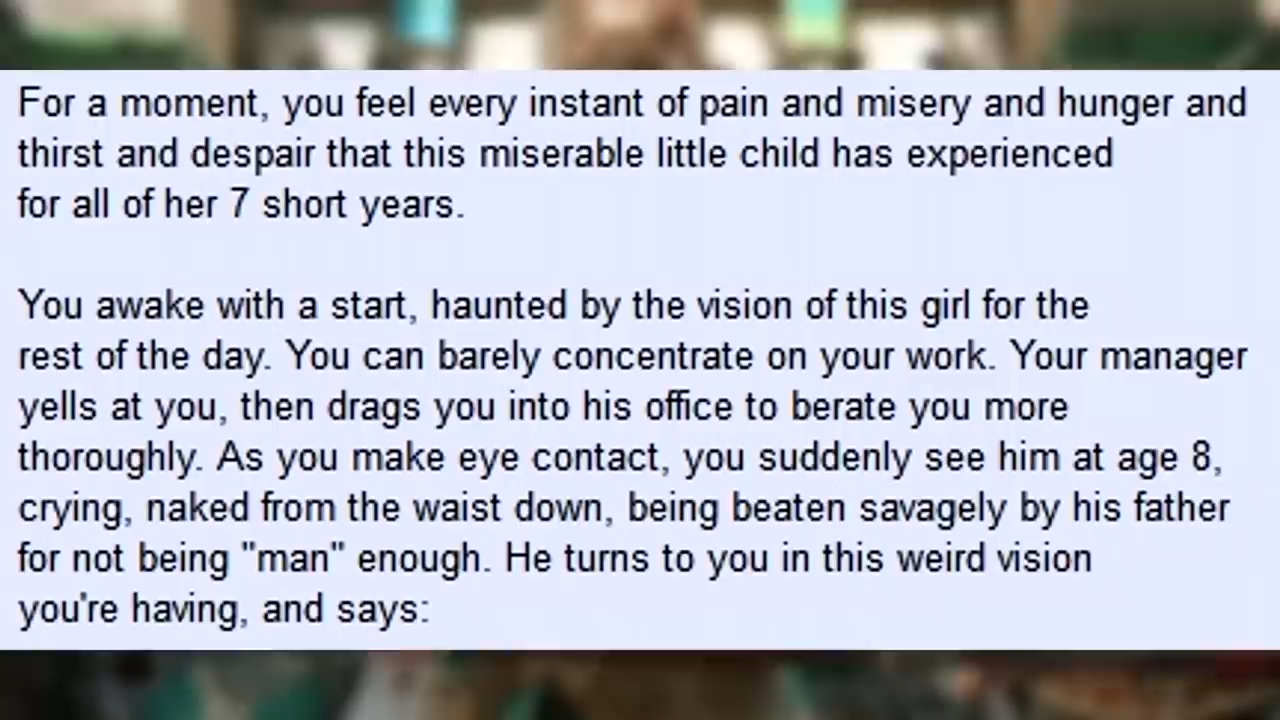 For a moment, you feel every instant of pain and misery and hunger and
thirst and despair that this miserable little child has experienced
for all of her 7 short years.
You awake with a start, haunted by the vision of this girl for the
rest of the day. You can barely concentrate on your work. Your manager
yells at you, then drags you into his office to berate you more
thoroughly. As you make eye contact, you suddenly see him at age 8,
crying, naked from the waist down, being beaten savagely by his father
for not being "man" enough. He turns to you in this weird vision
you're having, and says: